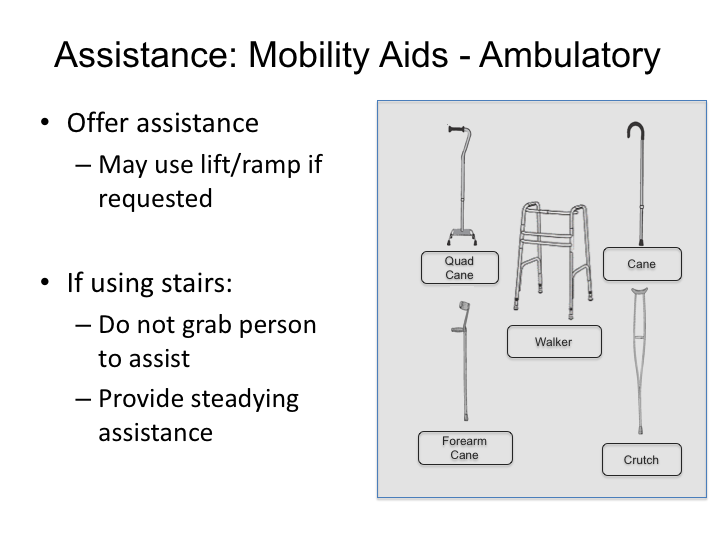 Assistance: Mobility Aids - Ambulatory
• Offer assistance
– May use lift/ramp if
requested
• If using stairs:
– Do not grab person
to assist
– Provide steadying
assistance
Quad
Cane
Cane
Walker
Forearm
Cane
Crutch